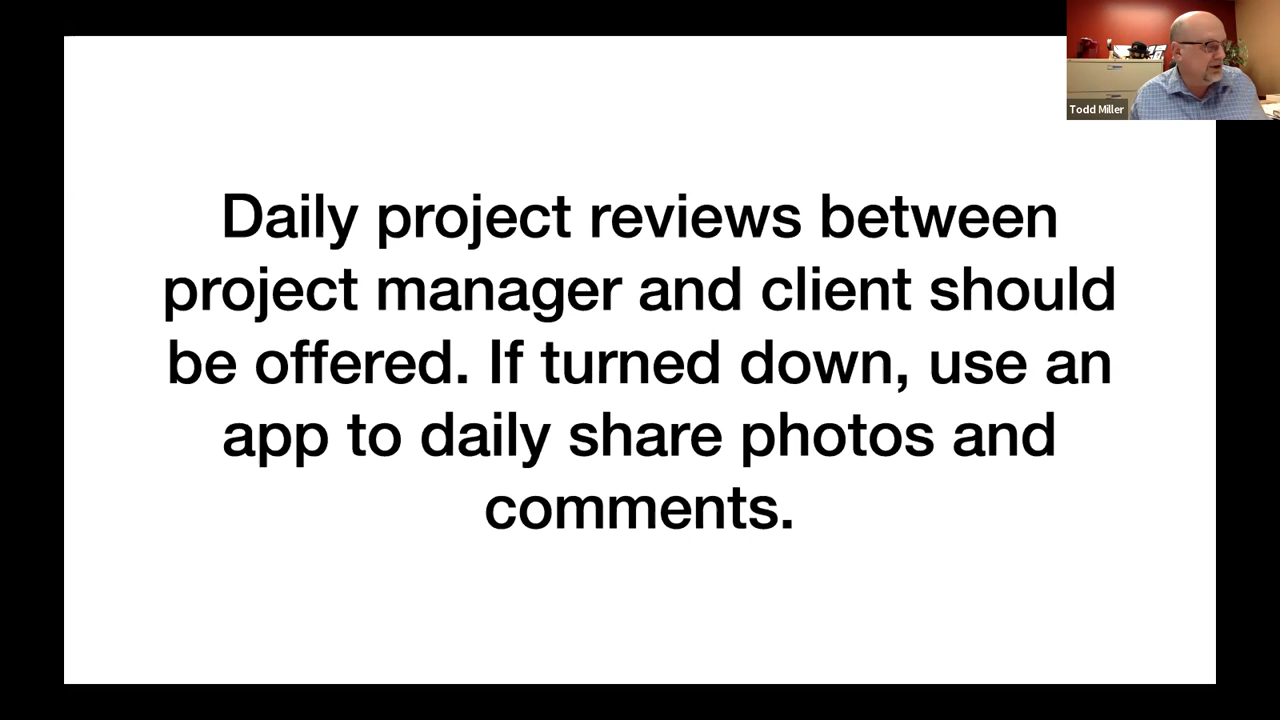 Todd Miller
Daily project reviews between
project manager and client should
be offered. If turned down, use an
app to daily share photos and
comments.